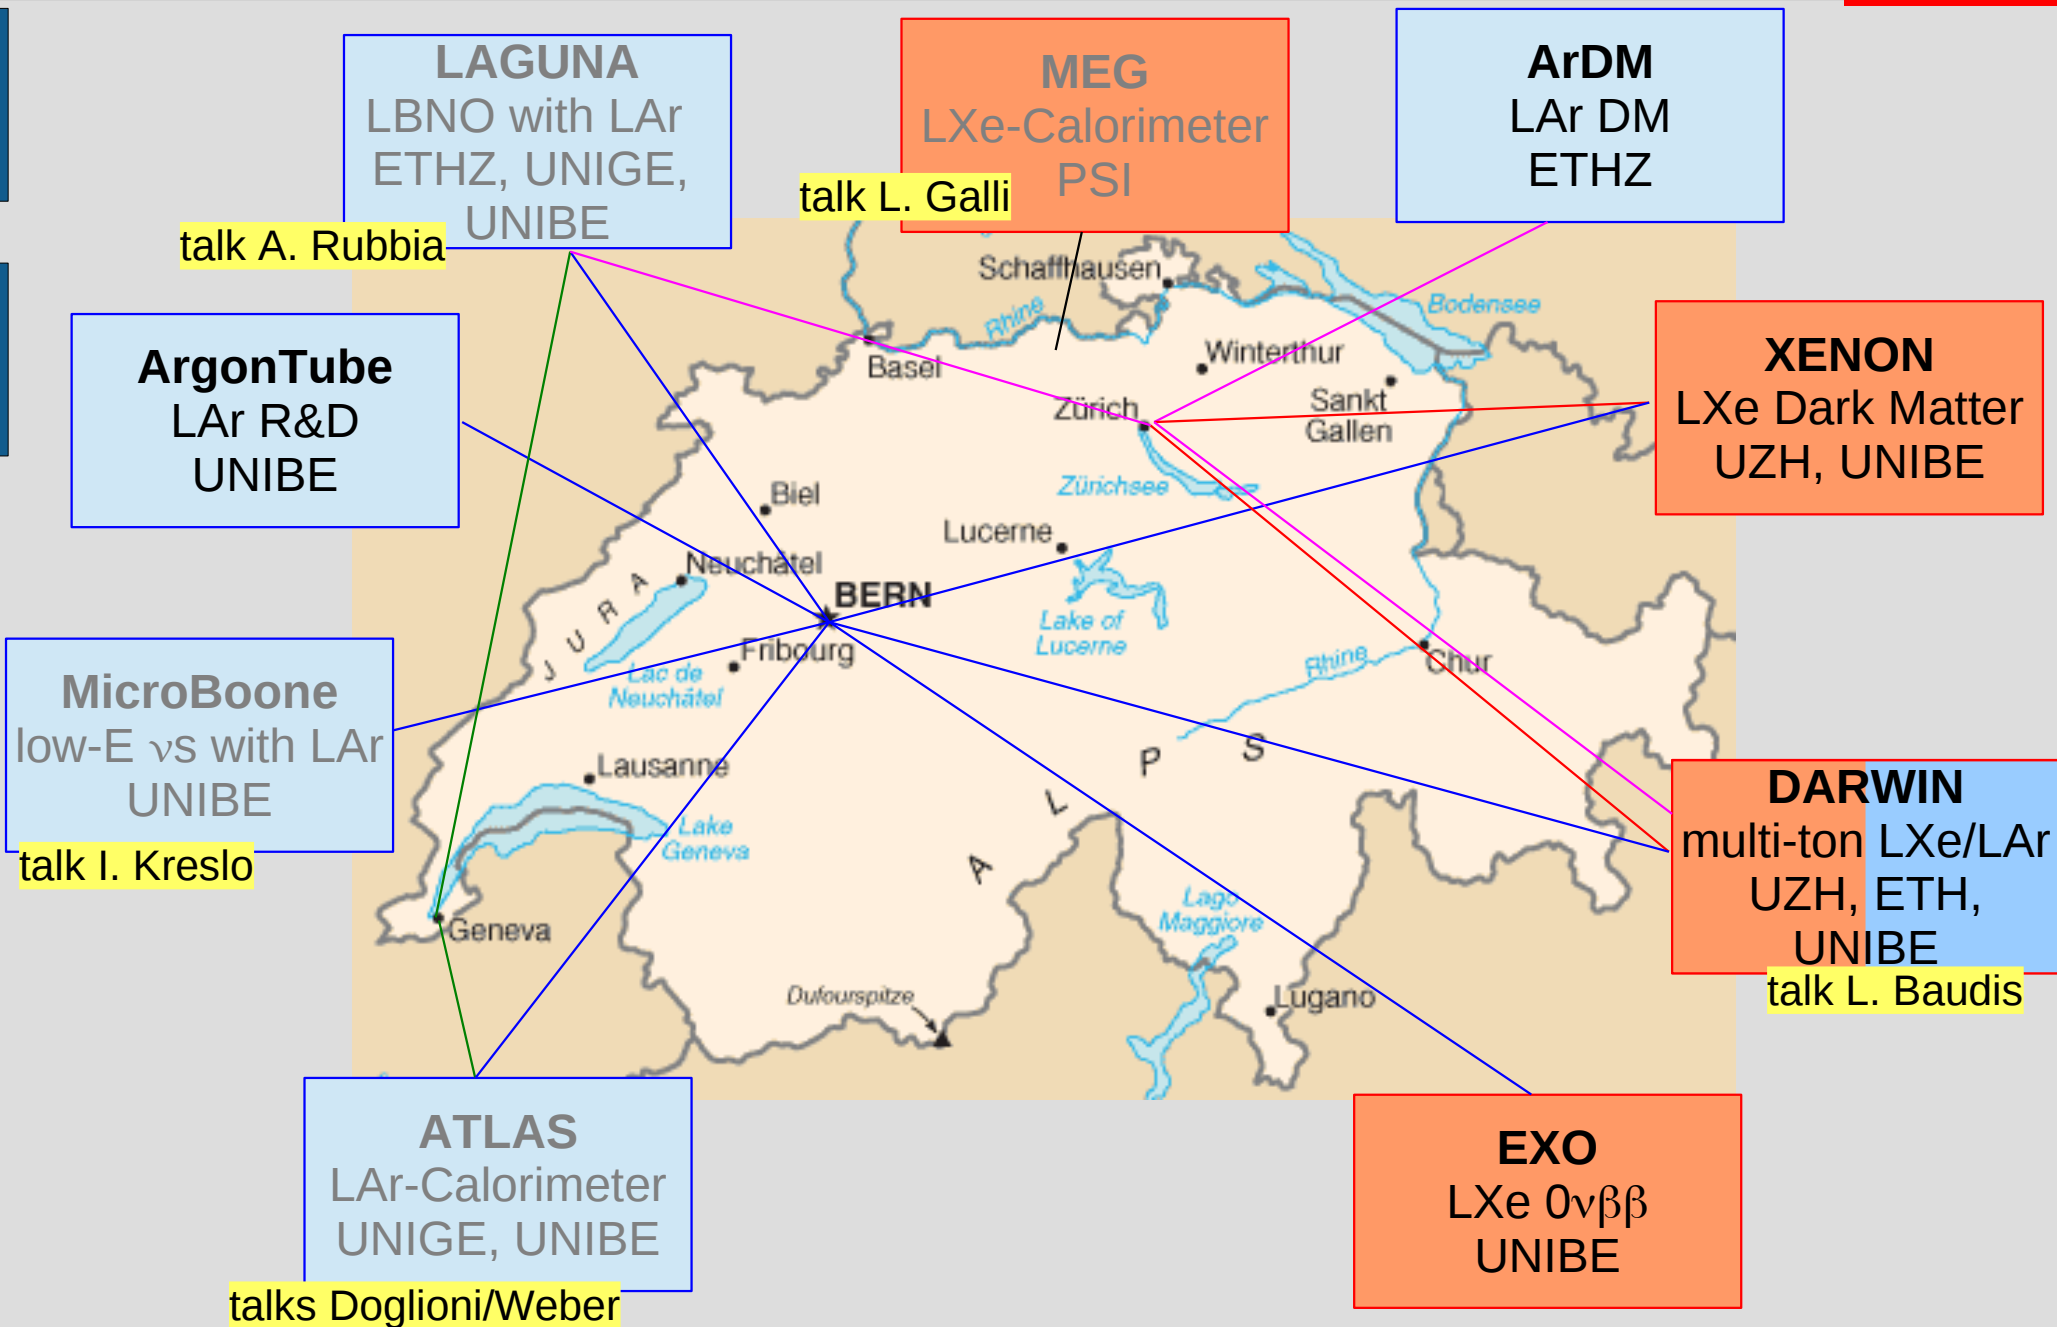 LAGUNA
LBNO with LAr
ETHZ, UNIGE,
UNIBE
talk A. Rubbia
MEG
LXe-Calorimeter
PSI
talk L. Galli
ArDM
LAr DM
ETHZ
ArgonTube
LAr R&D
UNIBE
XENON
LXe Dark Matter
UZH, UNIBE
MicroBoone
low-E νs with LAr
UNIBE
talk I. Kreslo
DARWIN
multi-ton LXe/LAr
UZH, ETH,
UNIBE
talk L. Baudis
ATLAS
LAr-Calorimeter
UNIGE, UNIBE
talks Doglioni/Weber
EXO
LXe 0νββ
UNIBE
Schaffhausen
Rhine
Bodensee
Basel
Winterthur
Zürich
Sankt
Gallen
Zürichsee
Biel
Lucerne
Neuchâtel
BERN
JURA
Lake of
Lucerne
Fribourg
Lac de
Neuchâtel
Rhine
Chur
Lausanne
ALPS
Lake
Geneva
Geneva
Lago
Maggiore
Dufourspitze
Lugano